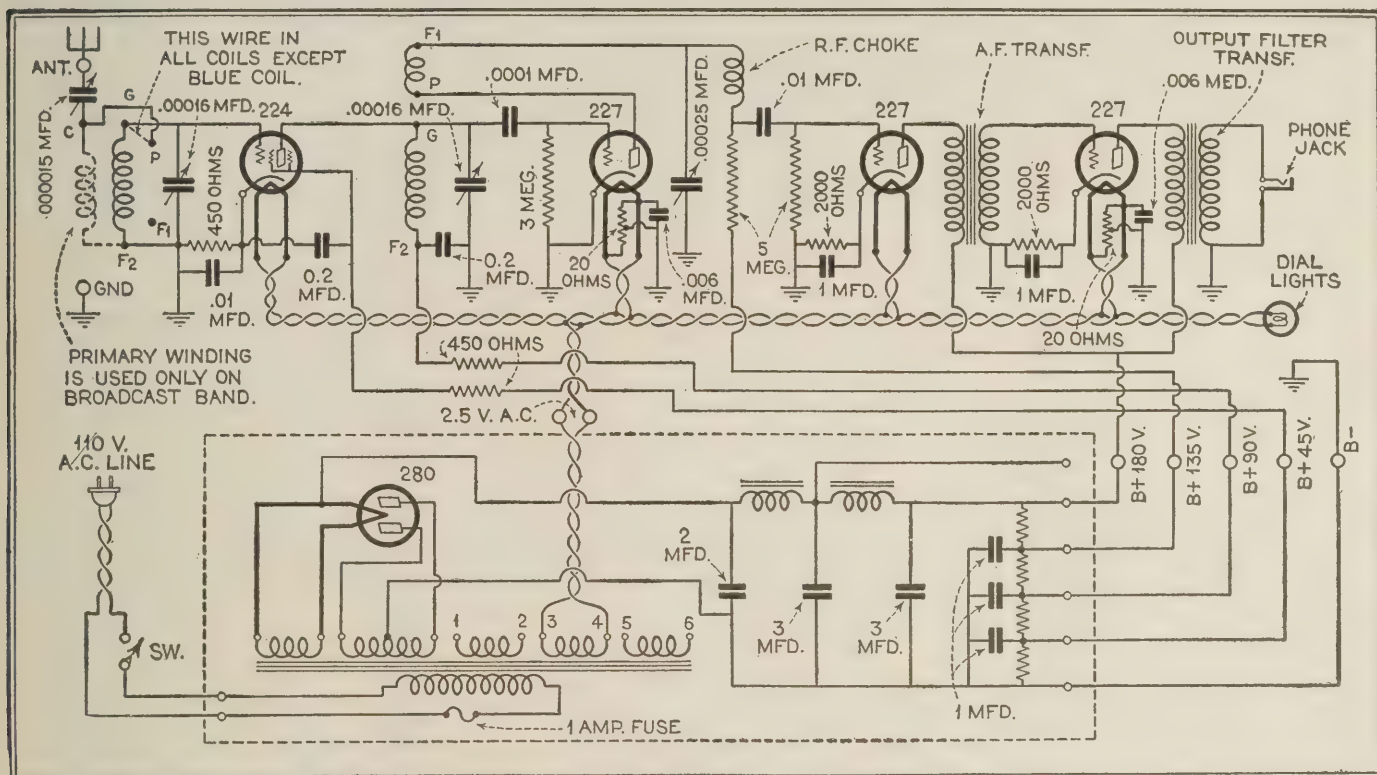 THIS WIRE IN
ALL COILS EXCEPT
BLUE COIL.
ANT.
.000015 MFD.
G
C
P
.00016 MFD.
224
450 OHMS
F1
F2
GND
.01
MFD.
0.2
MFD.
PRIMARY WINDING
IS USED ONLY ON
BROADCAST BAND.
F1
P
.0001 MFD.
.00016 MFD.
G
F2
0.2
MFD.
3 MEG.
227
20
OHMS
.006
MFD.
.00025 MFD.
R.F. CHOKE
.01 MFD.
5
MEG.
2000
OHMS
1 MFD.
227
A.F. TRANSF.
2000
OHMS
1 MFD.
227
OUTPUT FILTER
TRANSF.
.006 MED.
20 OHMS
PHONE
JACK
DIAL
LIGHTS
450 OHMS
2.5 V. A.C.
110 V.
A.C. LINE
SW.
280
1
2
3
4
5
6
1 AMP. FUSE
2
MFD.
3
MFD.
3
MFD.
1 MFD.
B+ 180 V.
B+ 135 V.
B+ 90 V.
B+ 45 V.
B-